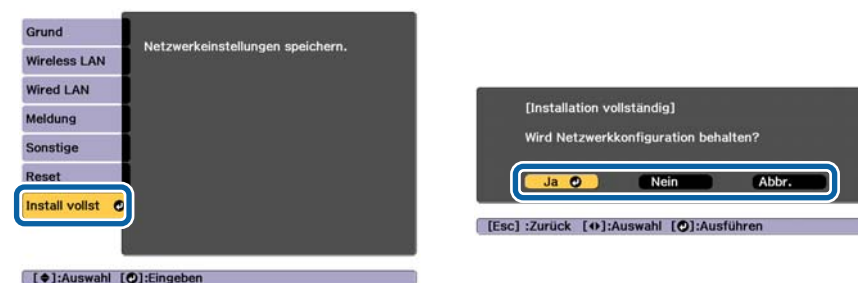 Grund
Wireless LAN
Wired LAN
Meldung
Sonstige
Reset
Install vollst
Netzwerkeinstellungen speichern.
[◆]:Auswahl [↵]:Eingeben
[Installation vollständig]
Wird Netzwerkkonfiguration behalten?
Ja Nein Abbr.
[Esc] :Zurück [◀▶]:Auswahl [↵]:Ausführen